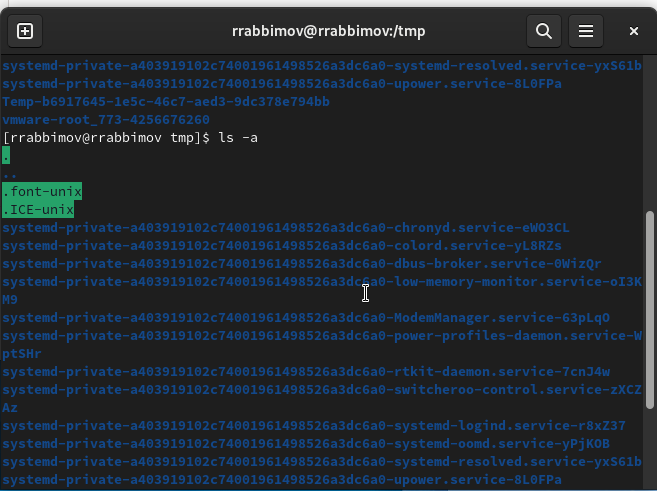 rrabbimov@rrabbimov:/tmp
systemd-private-a403919102c74001961498526a3dc6a0-systemd-resolved.service-yxS61b
systemd-private-a403919102c74001961498526a3dc6a0-upower.service-8L0FPa
Temp-b6917645-1e5c-46c7-aed3-9dc378e794bb
vmware-root_773-4256676260
[rrabbimov@rrabbimov tmp]$ ls -a
.
..
.font-unix
.ICE-unix
systemd-private-a403919102c74001961498526a3dc6a0-chronyd.service-eWO3CL
systemd-private-a403919102c74001961498526a3dc6a0-colord.service-yL8RZs
systemd-private-a403919102c74001961498526a3dc6a0-dbus-broker.service-0WizQr
systemd-private-a403919102c74001961498526a3dc6a0-low-memory-monitor.service-oI3K
M9
systemd-private-a403919102c74001961498526a3dc6a0-ModemManager.service-63pLqO
systemd-private-a403919102c74001961498526a3dc6a0-power-profiles-daemon.service-W
ptSHr
systemd-private-a403919102c74001961498526a3dc6a0-rtkit-daemon.service-7cnJ4w
systemd-private-a403919102c74001961498526a3dc6a0-switcheroo-control.service-zXCZ
Az
systemd-private-a403919102c74001961498526a3dc6a0-systemd-logind.service-r8xZ37
systemd-private-a403919102c74001961498526a3dc6a0-systemd-oomd.service-yPjKOB
systemd-private-a403919102c74001961498526a3dc6a0-systemd-resolved.service-yxS61b
systemd-private-a403919102c74001961498526a3dc6a0-upower.service-8L0FPa